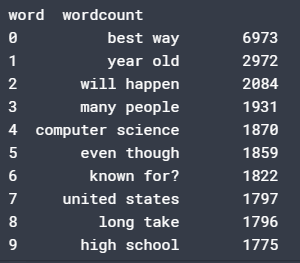 word wordcount
0 best way 6973
1 year old 2972
2 will happen 2084
3 many people 1931
4 computer science 1870
5 even though 1859
6 known for? 1822
7 united states 1797
8 long take 1796
9 high school 1775